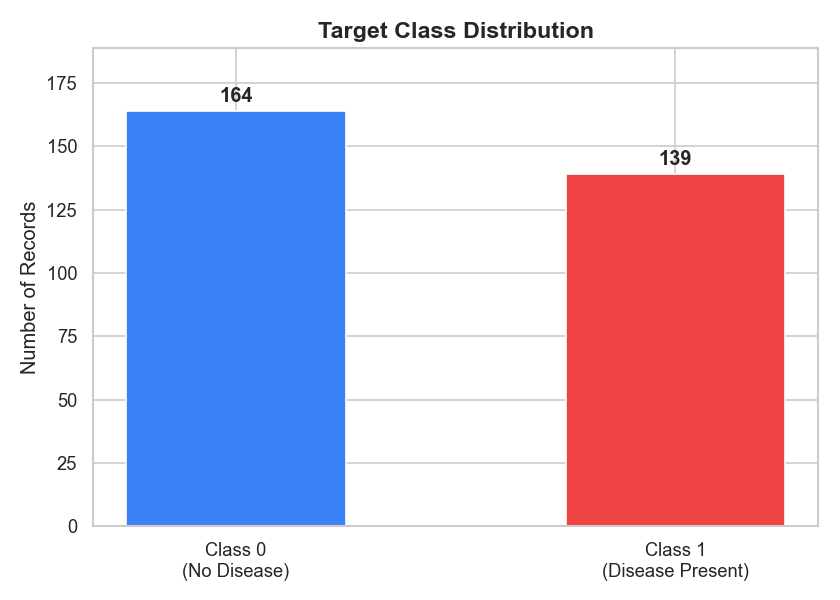 Target Class Distribution
Number of Records
175
150
125
100
75
50
25
0
164
139
Class 0
(No Disease)
Class 1
(Disease Present)